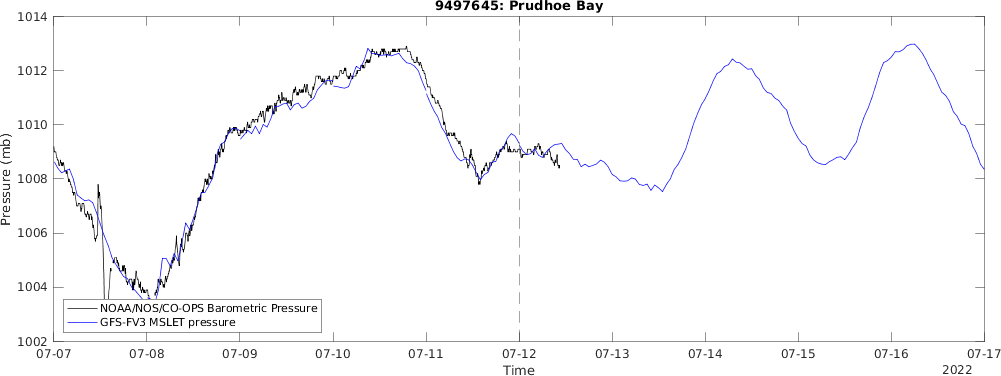 9497645: Prudhoe Bay
1014
1012
1010
1008
1006
1004
1002
Pressure (mb)
NOAA/NOS/CO-OPS Barometric Pressure
GFS-FV3 MSLET pressure
07-07 07-08 07-09 07-10 07-11 07-12 07-13 07-14 07-15 07-16 07-17
Time
2022